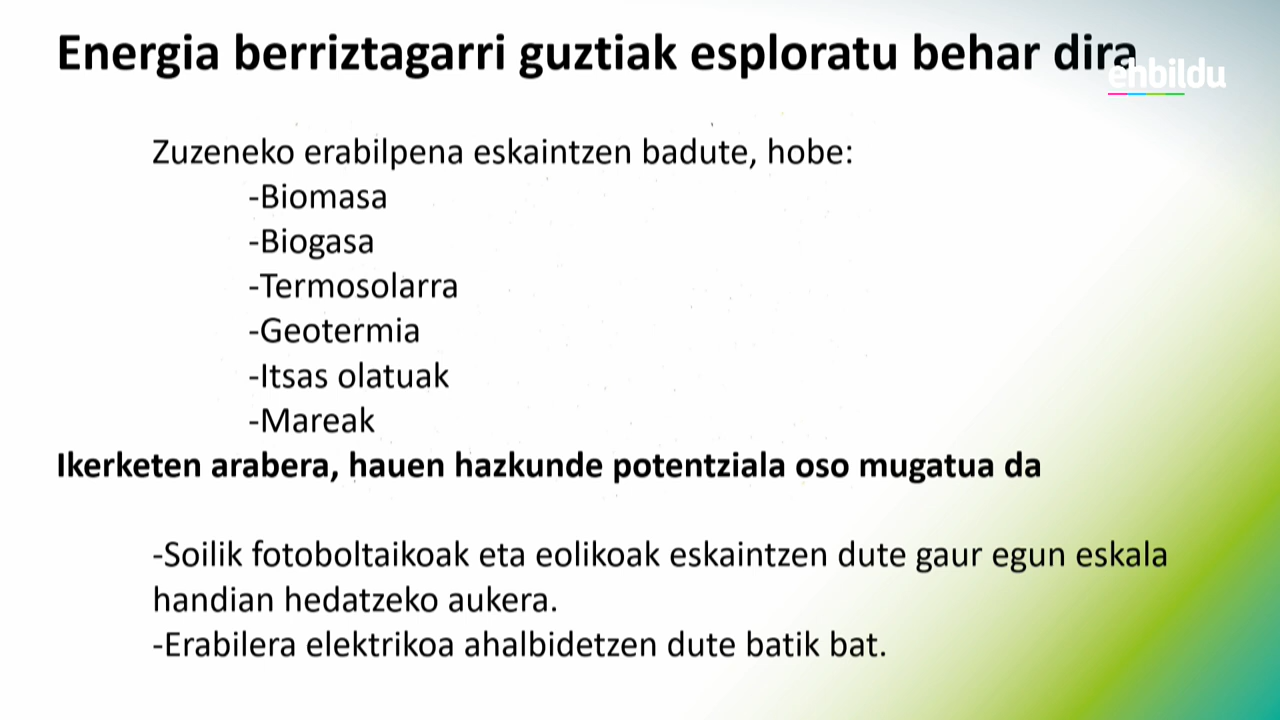 Energia berriztagarri guztiak esploratu behar dira
ehbildu
Zuzeneko erabilpena eskaintzen badute, hobe:
-Biomasa
-Biogasa
-Termosolarra
-Geotermia
-Itsas olatuak
-Mareak
Ikerketen arabera, hauen hazkunde potentziala oso mugatua da
-Soilik fotoboltaikoak eta eolikoak eskaintzen dute gaur egun eskala
handian hedatzeko aukera.
-Erabilera elektrikoa ahalbidetzen dute batik bat.